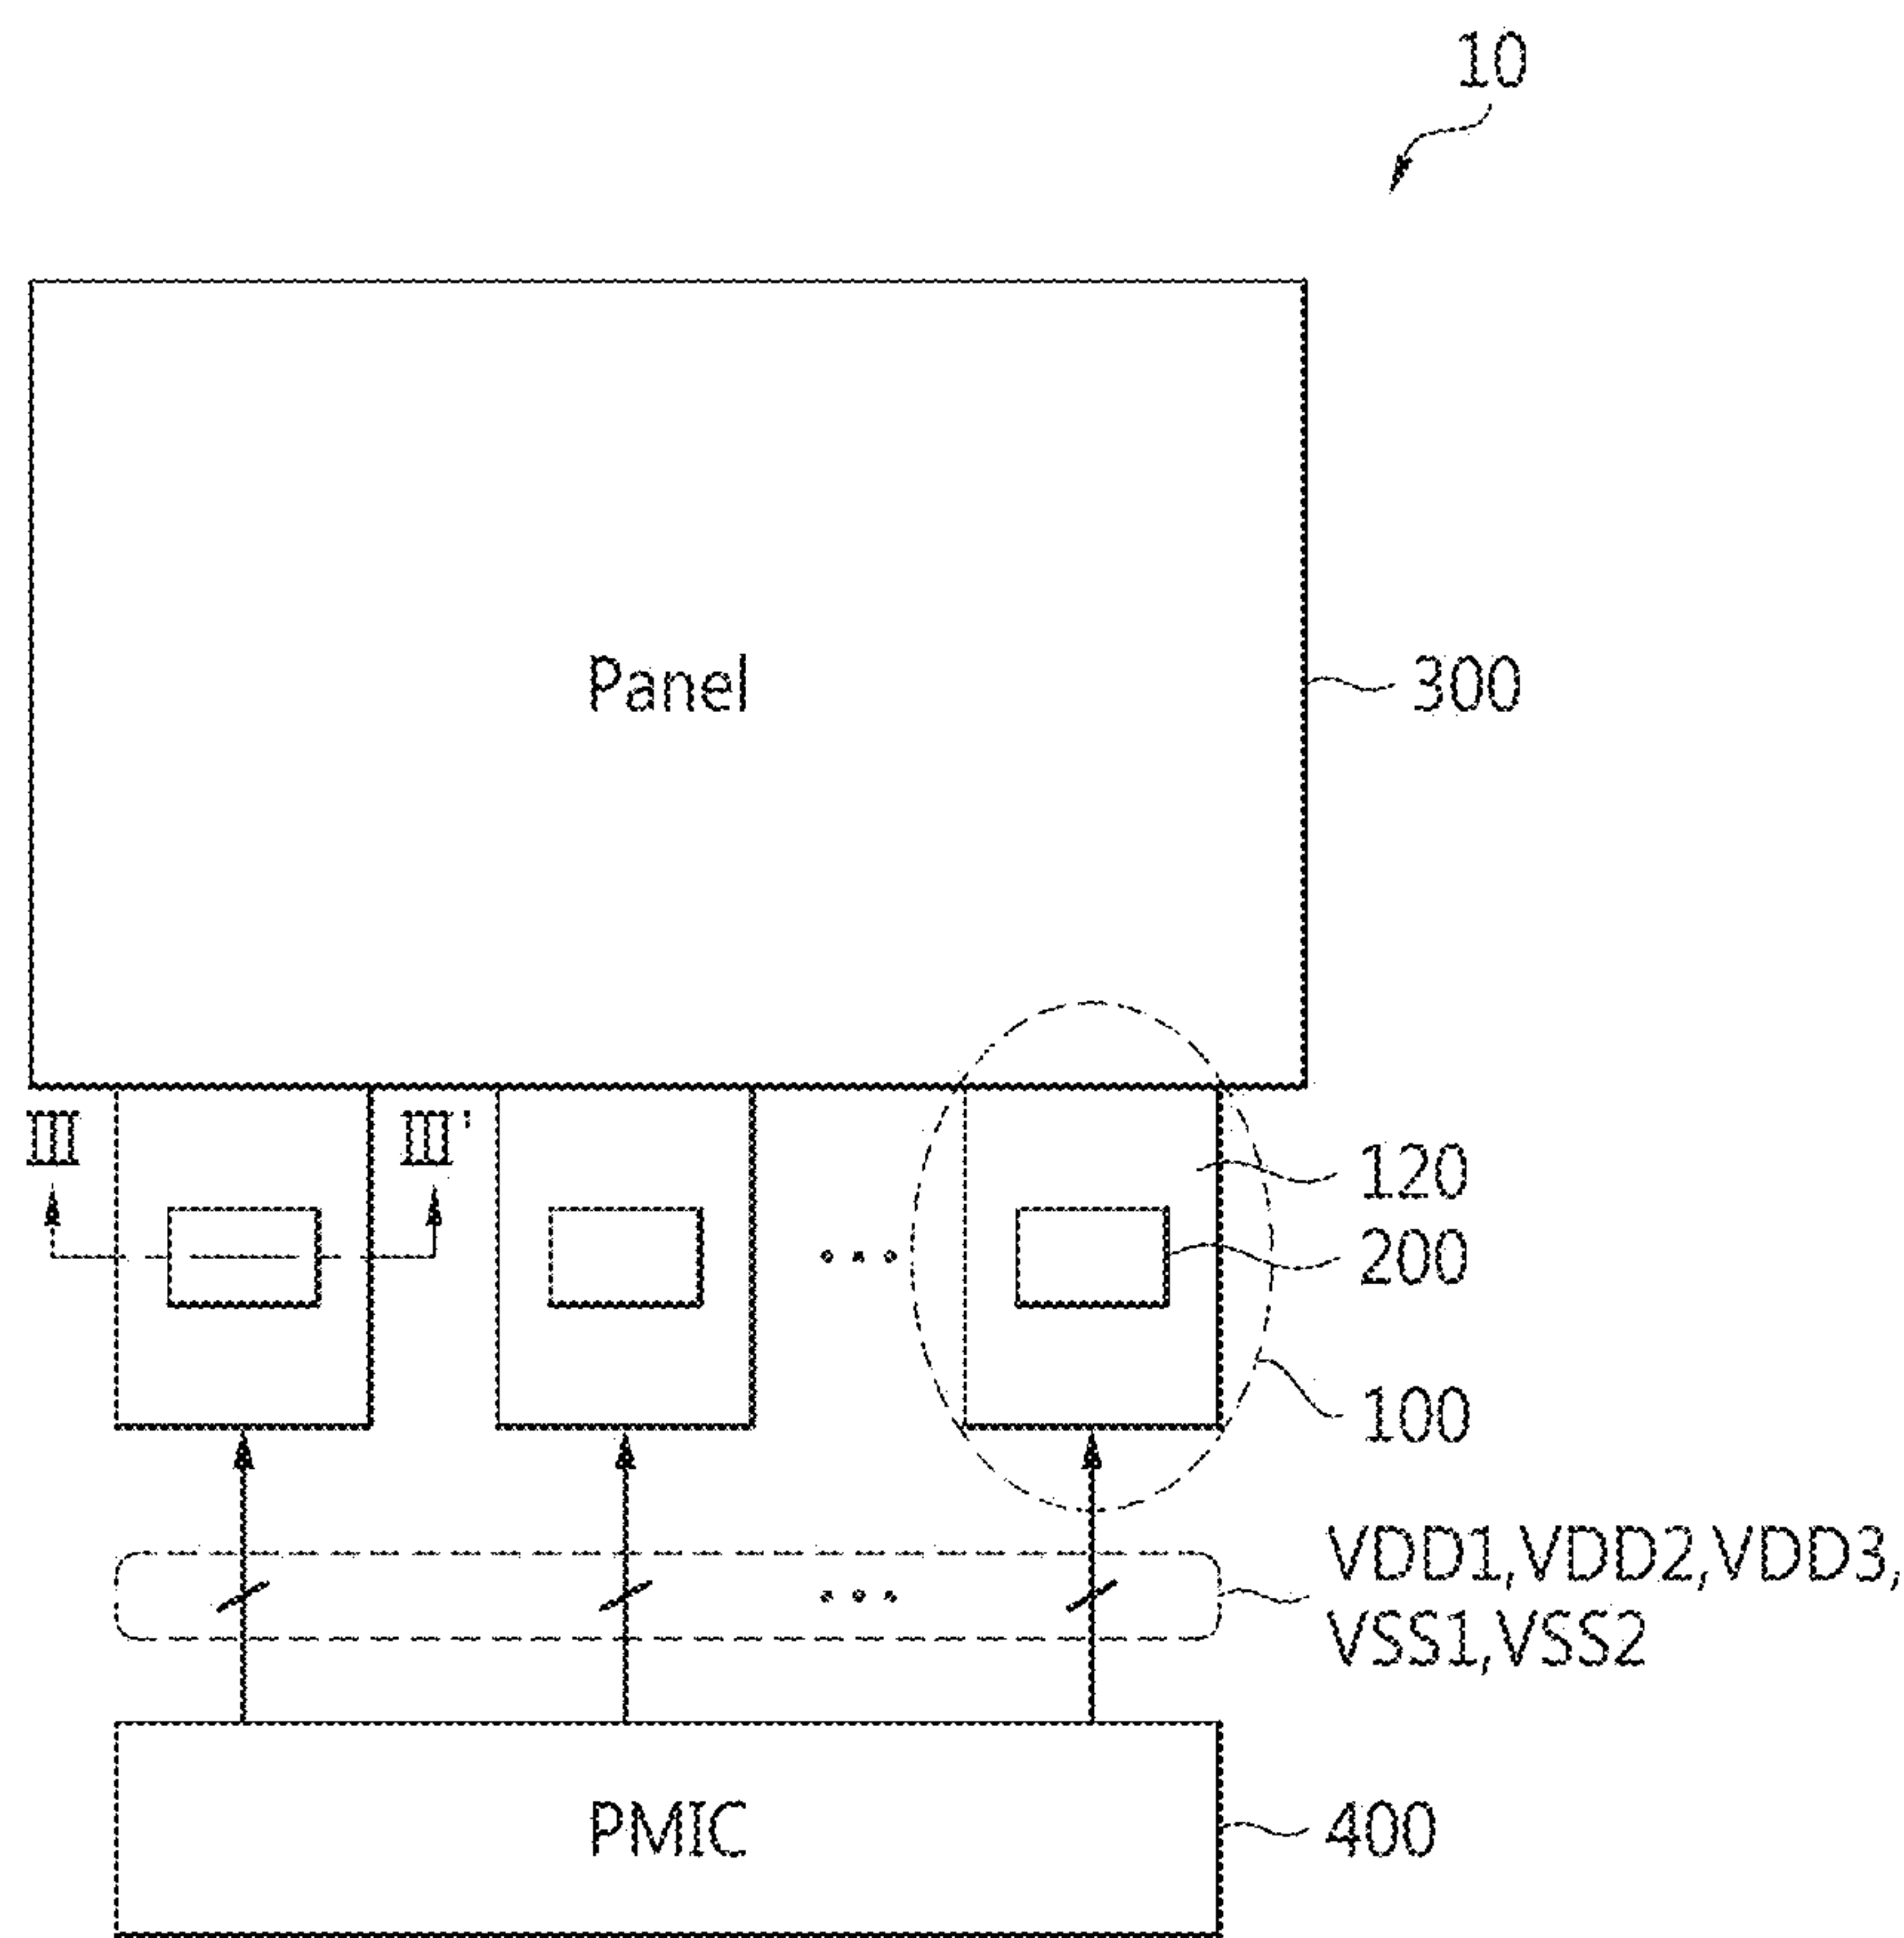 10
Panel
300
III
III'
120
200
100
VDD1,VDD2,VDD3,
VSS1,VSS2
PMIC
400